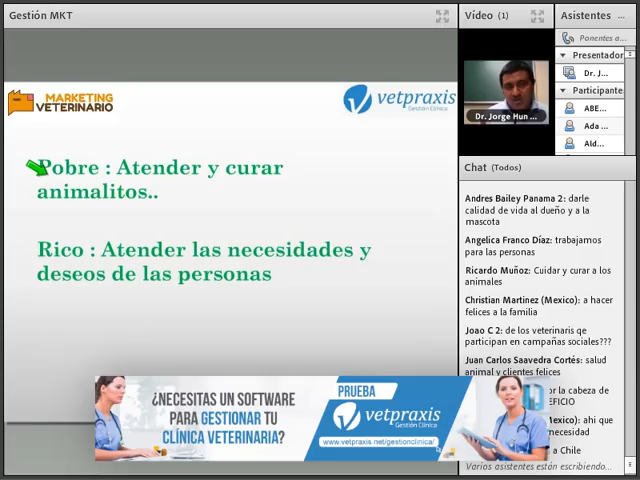 Gestión MKT
MARKETING
VETERINARIO
vetpraxis
Gestión Clínica
Pobre : Atender y curar
animalitos..
Rico : Atender las necesidades y
deseos de las personas
¿NECESITAS UN SOFTWARE
PARA GESTIONAR TU
CLÍNICA VETERINARIA?
PRUEBA
vetpraxis
Gestión Clínica
www.vetpraxis.net/gestionclinica/
Vídeo (1)
Dr. Jorge Hun ...
Asistentes ...
Ponentes a...
Presentador
Dr. J...
Participante
ABE...
Ada ...
Ald...
Chat (Todos)
Andres Bailey Panama 2: darle
calidad de vida al dueño y a la
mascota
Angelica Franco Díaz: trabajamos
para las personas
Ricardo Muñoz: Cuidar y curar a los
animales
Christian Martinez (Mexico): a hacer
felices a la familia
Joao C 2: de los veterinaris qe
participan en campañas sociales???
Juan Carlos Saavedra Cortés: salud
animal y clientes felices
por la cabeza de
ahi que
necesidad
a Chile
Varios asistentes están escribiendo...